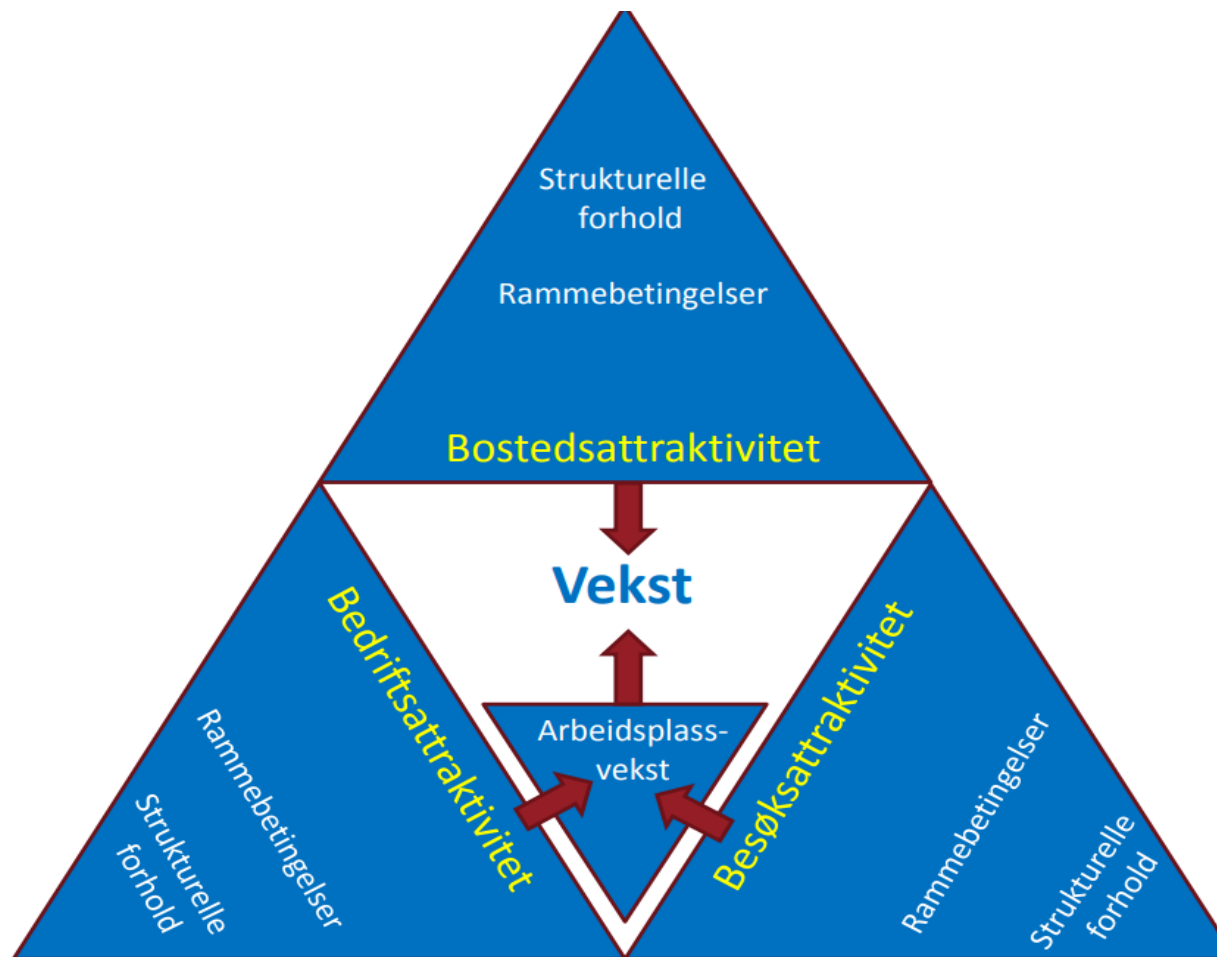 Strukturelle
forhold
Rammebetingelser
Bostedsattraktivitet
Vekst
Bedriftsattraktivitet
Rammebetingelser
Strukturelle
forhold
Arbeidsplass-
vekst
Besøksattraktivitet
Rammebetingelser
Strukturelle
forhold